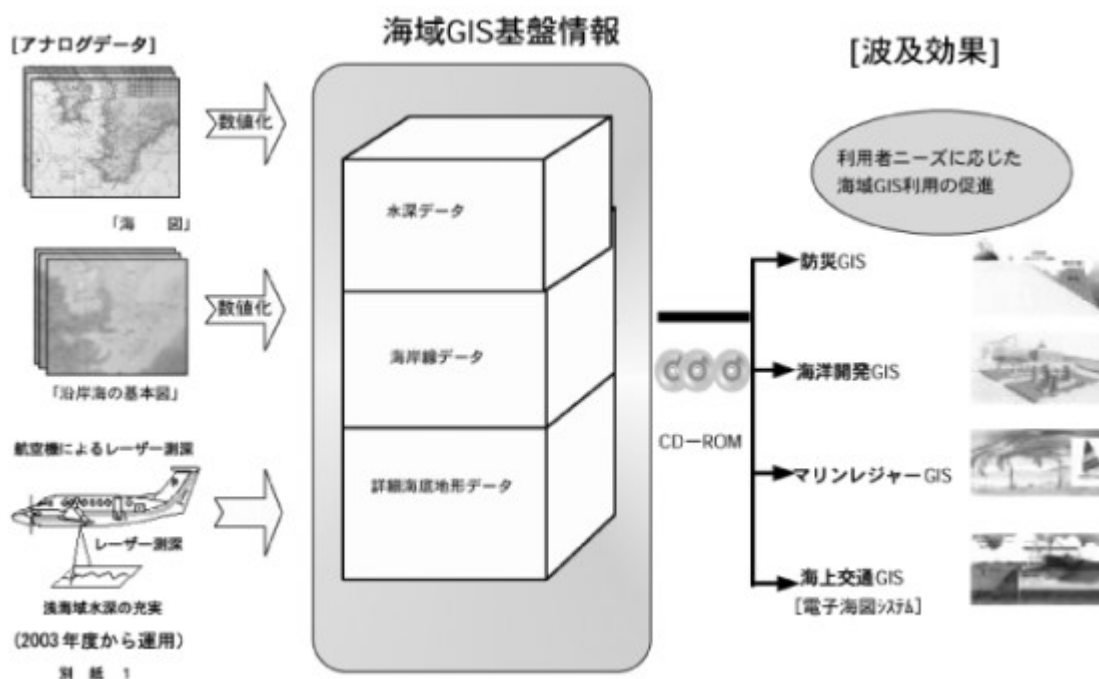 海域GIS基盤情報
[アナログデータ]
数値化
「海　　図」
数値化
「沿岸海の基本図」
航空機によるレーザー測深
レーザー測深
浅海域水深の充実
(2003年度から運用)
別　紙　1
水深データ
海岸線データ
詳細海底地形データ
CD－ROM
[波及効果]
利用者ニーズに応じた
海域GIS利用の促進
防災GIS
海洋開発GIS
マリンレジャーGIS
海上交通GIS
[電子海図システム]